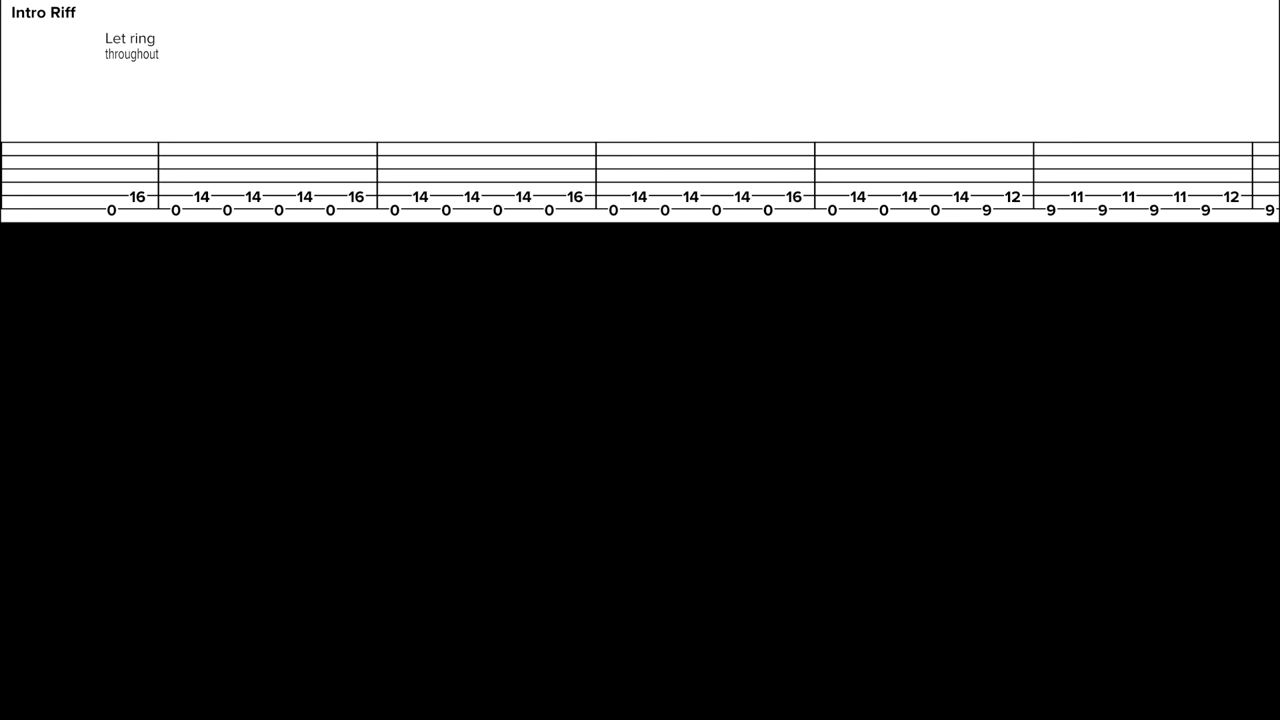 Intro Riff
Let ring
throughout
16 14 14 14 16 14 14 14 16 14 14 14 16 14 14 14 12 11 11 11 12
0 0 0 0 0 0 0 0 0 0 0 0 0 0 0 0 9 9 9 9 9 9